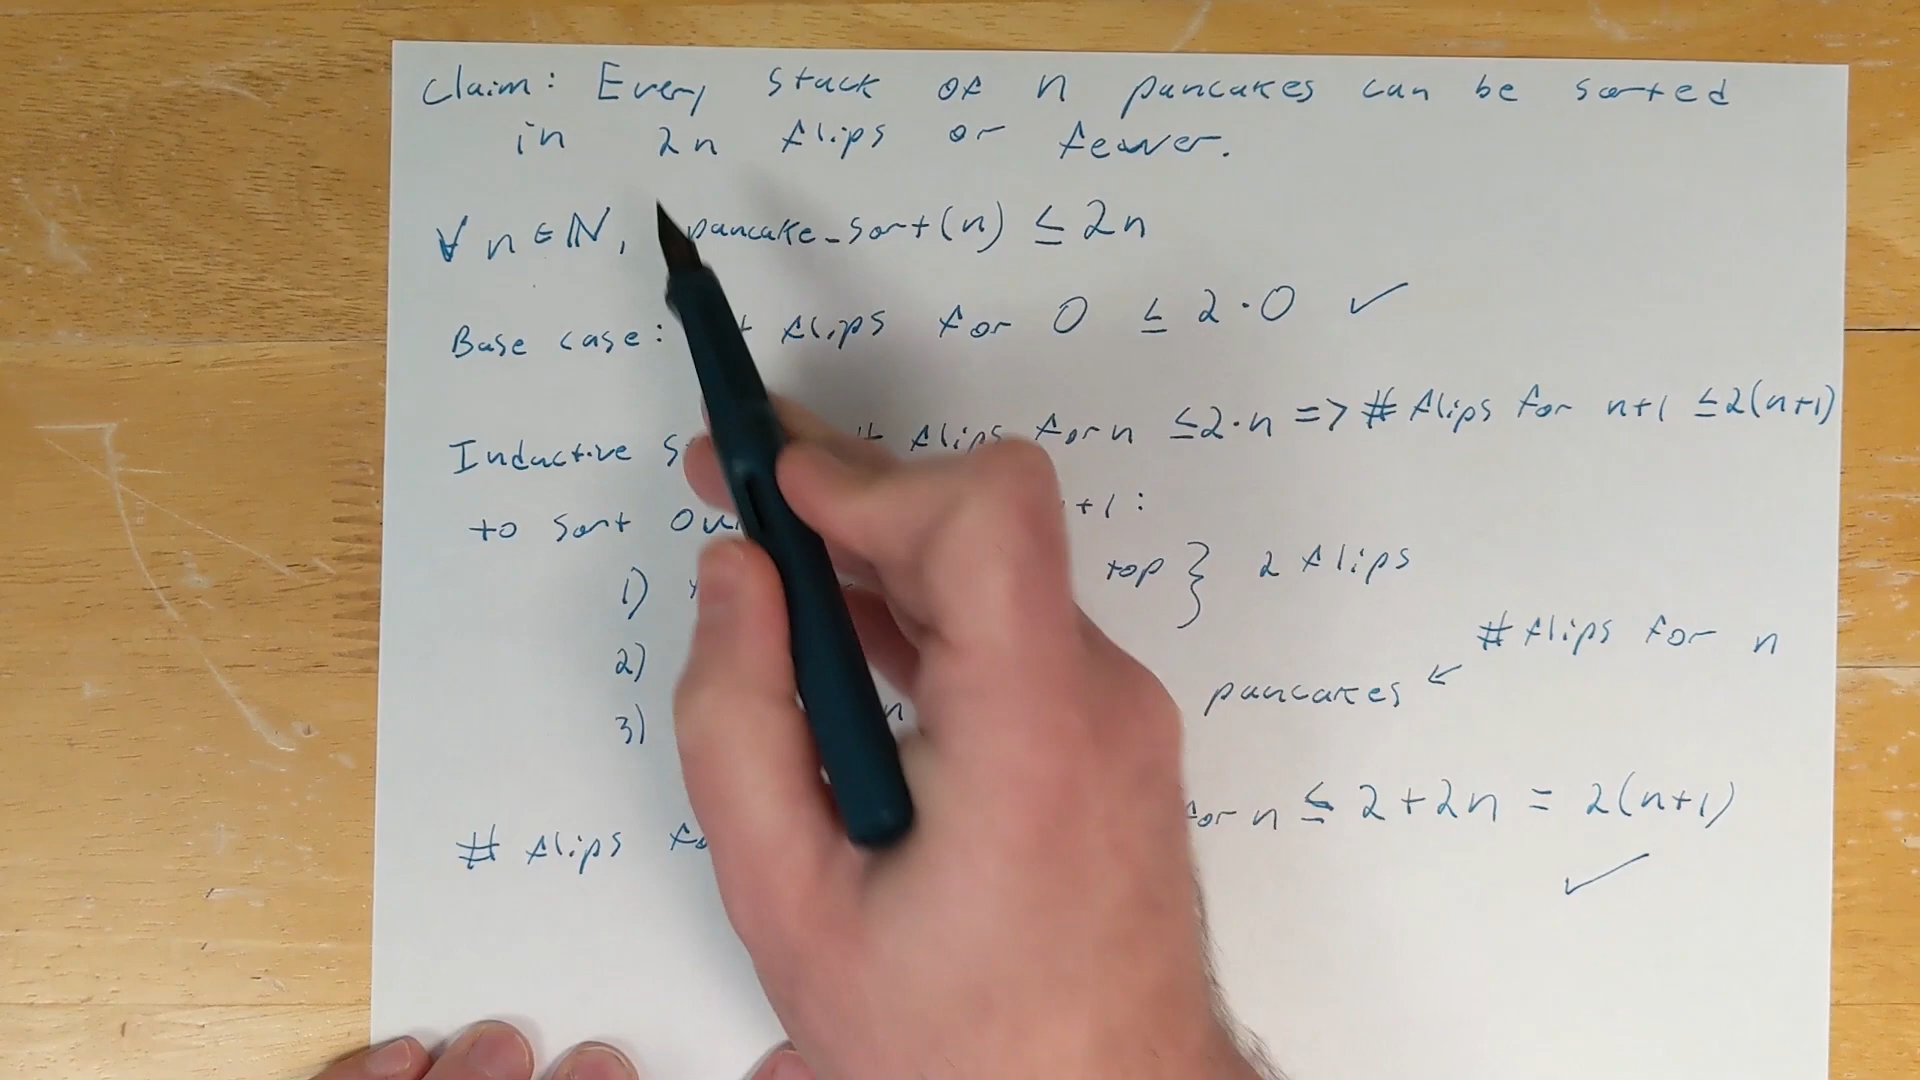 Claim: Every stack of n pancakes can be sorted
in 2n flips or fewer.
∀ n ∈ ℕ, pancake_sort(n) ≤ 2n
Base case: flips for 0 ≤ 2·0 ✓
Inductive flips for n ≤2·n => # flips for n+1 ≤2(n+1)
to sort +1:
1) top } 2 flips
2)
# flips for n
pancakes ←
3) n
# flips for n ≤ 2+2n = 2(n+1)
✓